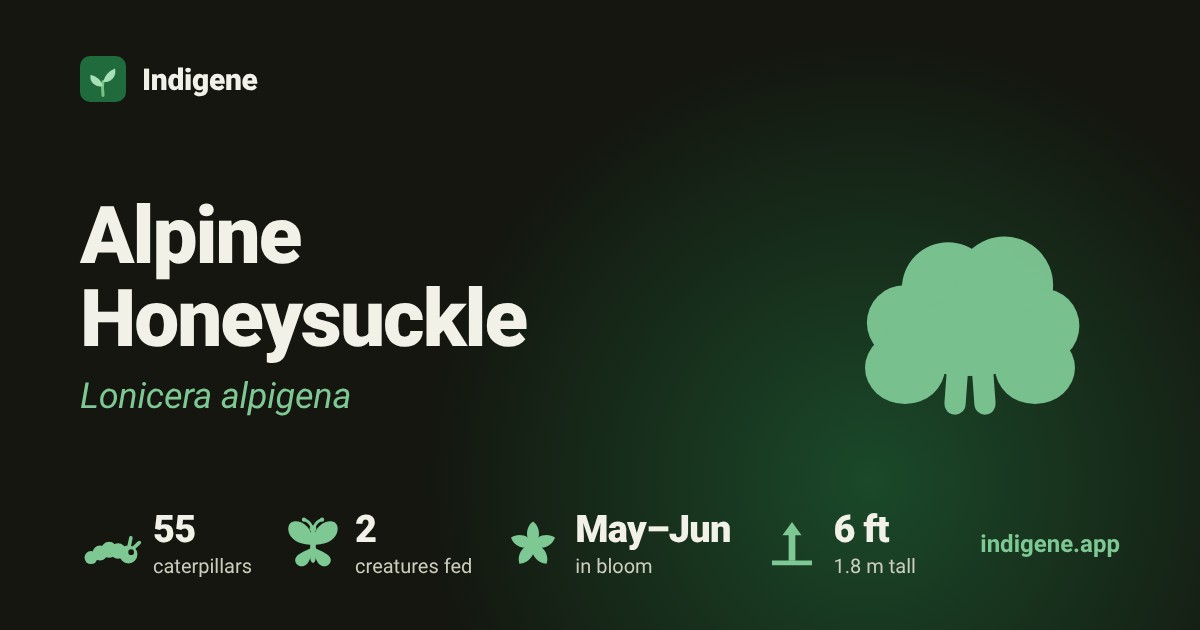 Indigene
Alpine
Honeysuckle
Lonicera alpigena
55
caterpillars
2
creatures fed
May–Jun
in bloom
6 ft
1.8 m tall
indigene.app